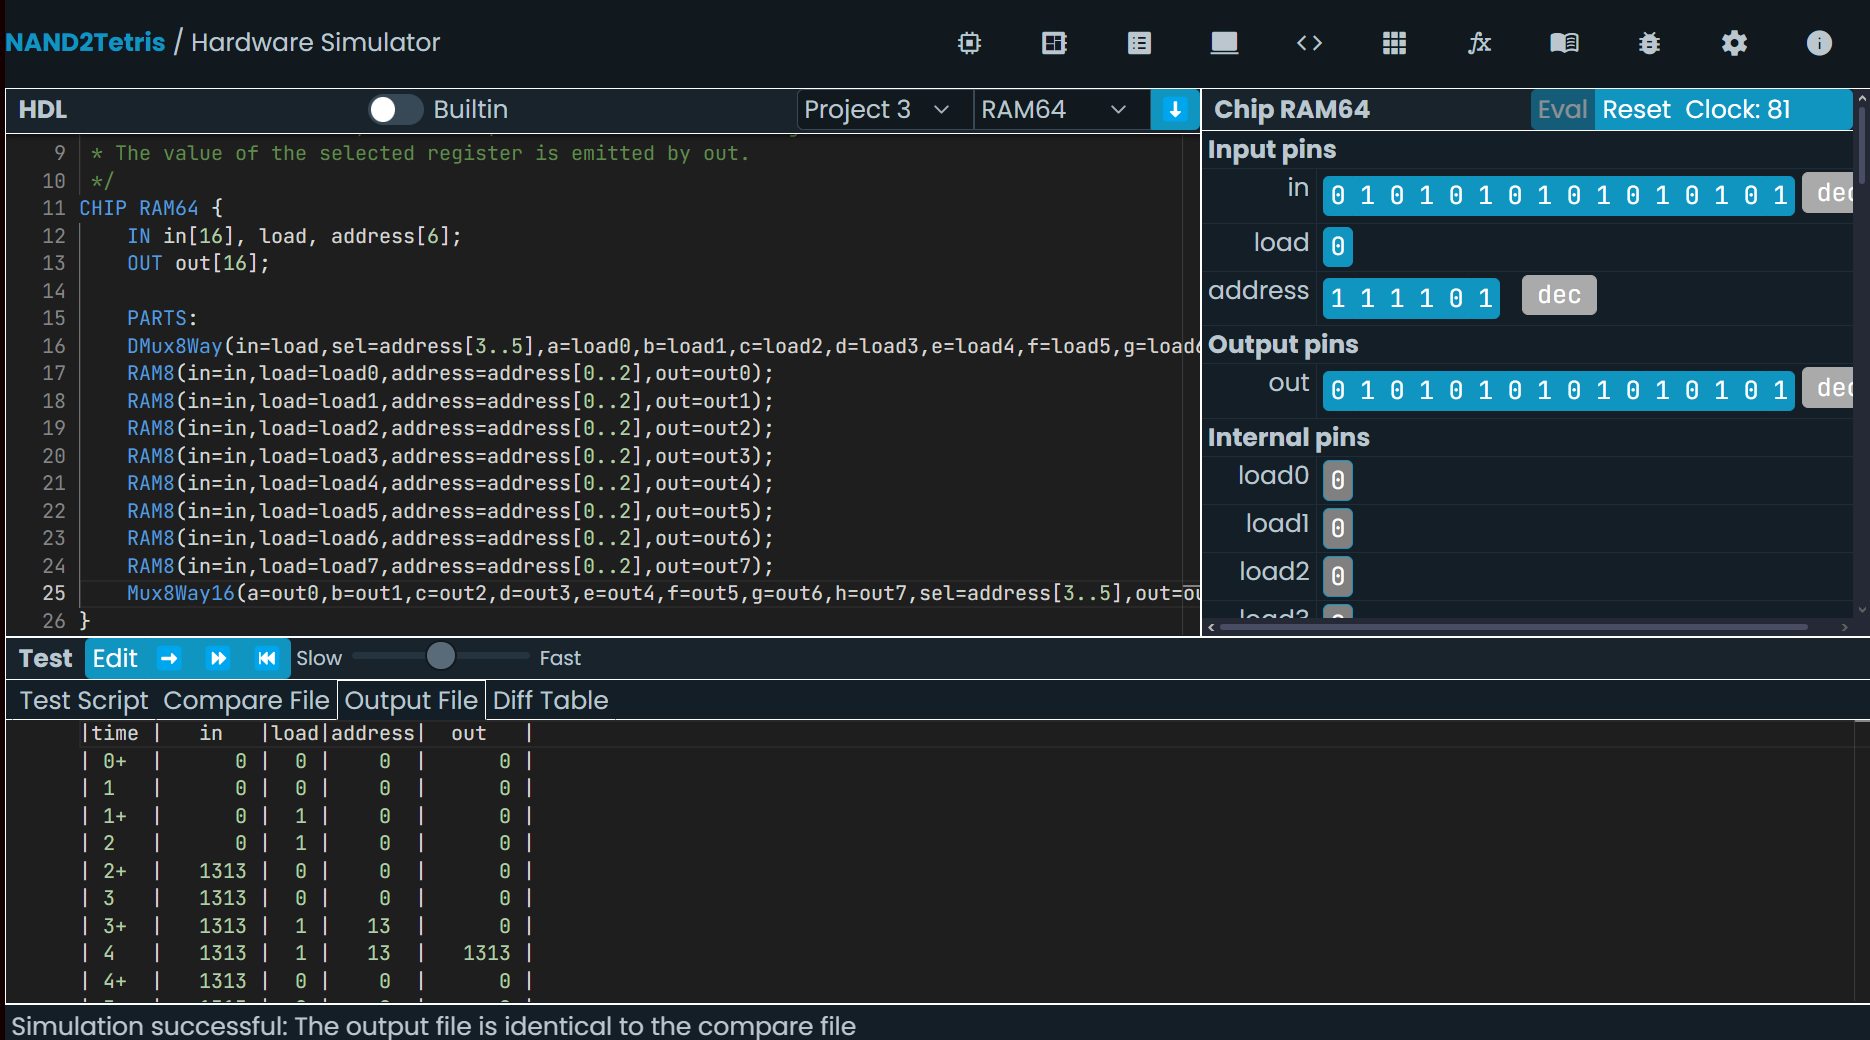 NAND2Tetris / Hardware Simulator
HDL Builtin Project 3 RAM64
9 * The value of the selected register is emitted by out.
10 */
11 CHIP RAM64 {
12 IN in[16], load, address[6];
13 OUT out[16];
14
15 PARTS:
16 DMux8Way(in=load,sel=address[3..5],a=load0,b=load1,c=load2,d=load3,e=load4,f=load5,g=load6
17 RAM8(in=in,load=load0,address=address[0..2],out=out0);
18 RAM8(in=in,load=load1,address=address[0..2],out=out1);
19 RAM8(in=in,load=load2,address=address[0..2],out=out2);
20 RAM8(in=in,load=load3,address=address[0..2],out=out3);
21 RAM8(in=in,load=load4,address=address[0..2],out=out4);
22 RAM8(in=in,load=load5,address=address[0..2],out=out5);
23 RAM8(in=in,load=load6,address=address[0..2],out=out6);
24 RAM8(in=in,load=load7,address=address[0..2],out=out7);
25 Mux8Way16(a=out0,b=out1,c=out2,d=out3,e=out4,f=out5,g=out6,h=out7,sel=address[3..5],out=ou
26 }
Chip RAM64 Eval Reset Clock: 81
Input pins
in 0 1 0 1 0 1 0 1 0 1 0 1 0 1 0 1 dec
load 0
address 1 1 1 1 0 1 dec
Output pins
out 0 1 0 1 0 1 0 1 0 1 0 1 0 1 0 1 dec
Internal pins
load0 0
load1 0
load2 0
load3 0
Test Edit Slow Fast
Test Script Compare File Output File Diff Table
|time | in |load|address| out |
| 0+ | 0 | 0 | 0 | 0 |
| 1 | 0 | 0 | 0 | 0 |
| 1+ | 0 | 1 | 0 | 0 |
| 2 | 0 | 1 | 0 | 0 |
| 2+ | 1313 | 0 | 0 | 0 |
| 3 | 1313 | 0 | 0 | 0 |
| 3+ | 1313 | 1 | 13 | 0 |
| 4 | 1313 | 1 | 13 | 1313 |
| 4+ | 1313 | 0 | 0 | 0 |
Simulation successful: The output file is identical to the compare file